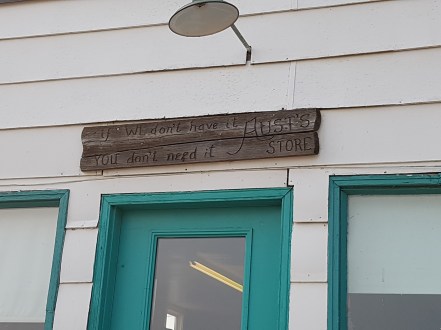 if WE don't have it AUST'S
YOU don't need it STORE